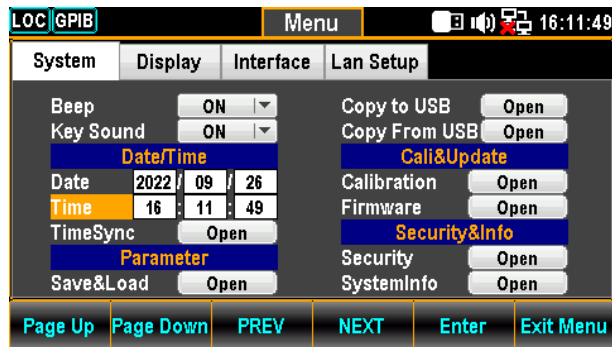 LOC GPIB Menu 16:11:49
System Display Interface Lan Setup
Beep ON
Key Sound ON
Date/Time
Date 2022 / 09 / 26
Time 16 : 11 : 49
TimeSync Open
Parameter
Save&Load Open
Copy to USB Open
Copy From USB Open
Cali&Update
Calibration Open
Firmware Open
Security&Info
Security Open
SystemInfo Open
Page Up Page Down PREV NEXT Enter Exit Menu